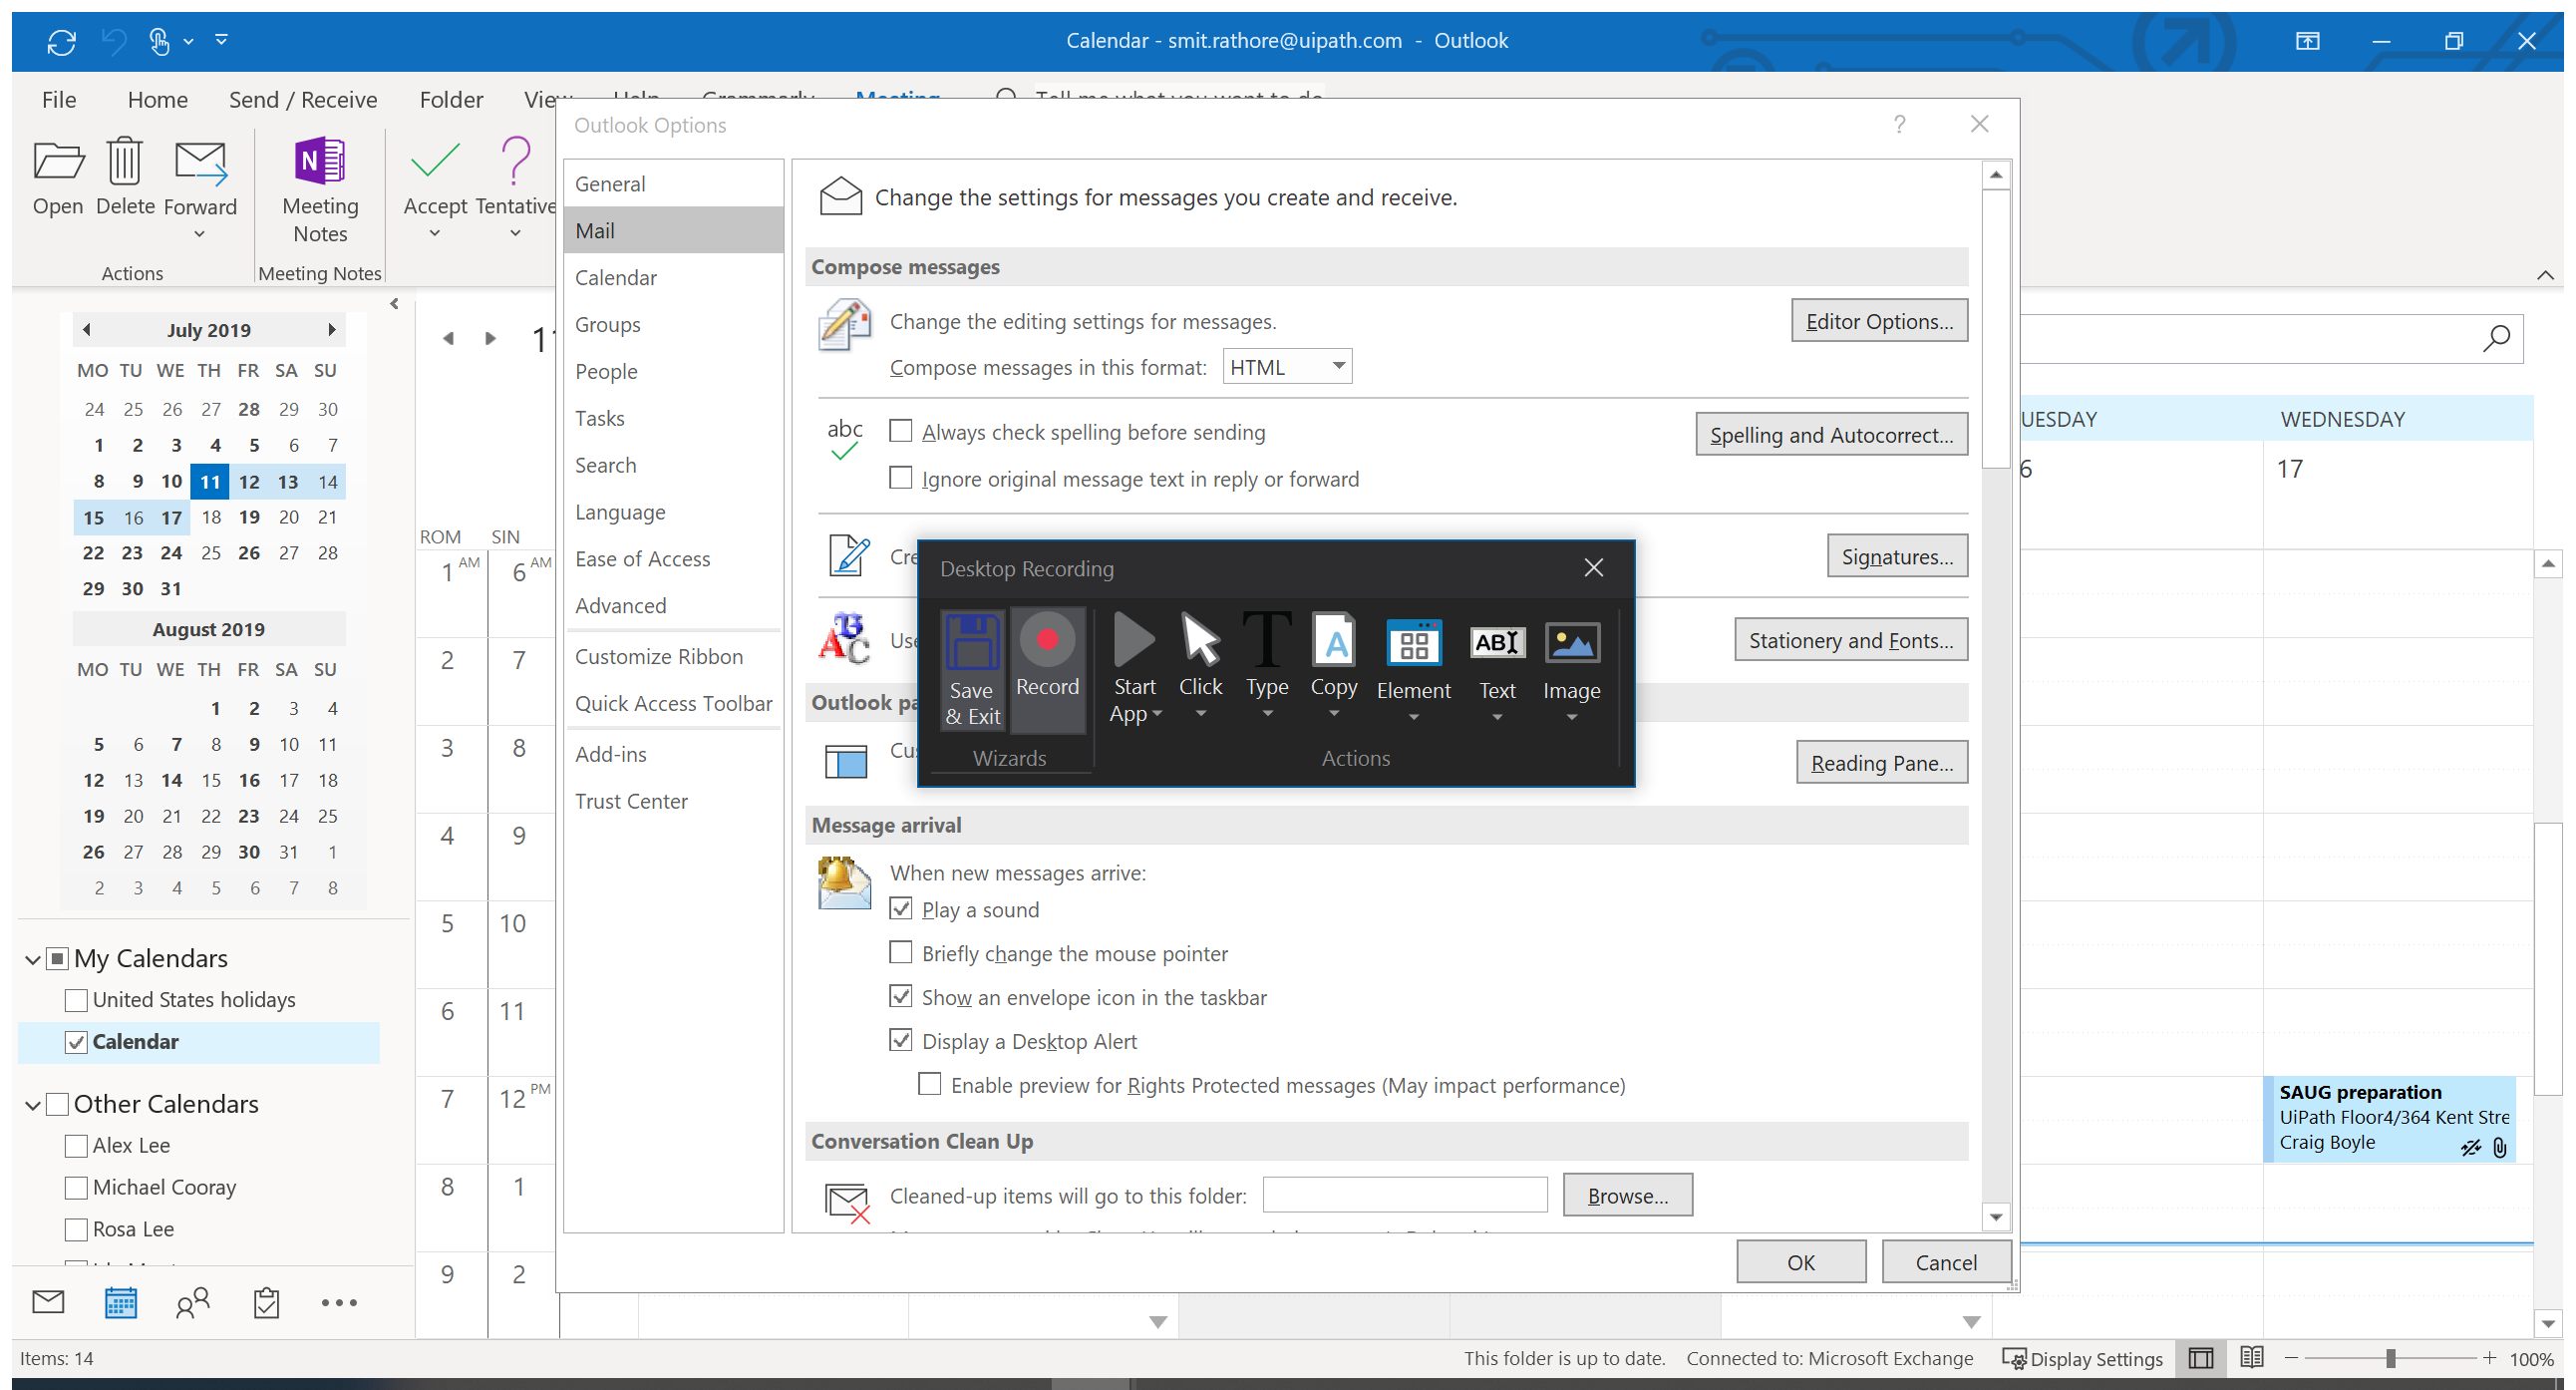 Calendar - smit.rathore@uipath.com - Outlook
File Home Send / Receive Folder View Help Grammarly Meeting Tell me what you want to do
Open Delete Forward
Meeting Notes
Accept Tentative
Actions
Meeting Notes
July 2019
MO TU WE TH FR SA SU
24 25 26 27 28 29 30
1 2 3 4 5 6 7
8 9 10 11 12 13 14
15 16 17 18 19 20 21
22 23 24 25 26 27 28
29 30 31
August 2019
MO TU WE TH FR SA SU
1 2 3 4
5 6 7 8 9 10 11
12 13 14 15 16 17 18
19 20 21 22 23 24 25
26 27 28 29 30 31 1
2 3 4 5 6 7 8
My Calendars
United States holidays
Calendar
Other Calendars
Alex Lee
Michael Cooray
Rosa Lee
11
ROM SIN
1 AM 6 AM
2 7
3 8
4 9
5 10
6 11
7 12 PM
8 1
9 2
Outlook Options
?
General
Mail
Calendar
Groups
People
Tasks
Search
Language
Ease of Access
Advanced
Customize Ribbon
Quick Access Toolbar
Add-ins
Trust Center
Change the settings for messages you create and receive.
Compose messages
Change the editing settings for messages.
Editor Options...
Compose messages in this format: HTML
abc
Always check spelling before sending
Spelling and Autocorrect...
Ignore original message text in reply or forward
Cre
Signatures...
Use
Stationery and Fonts...
Outlook pa
Cus
Reading Pane...
Desktop Recording
Save & Exit
Record
Start App
Click
Type
Copy
Element
Text
Image
Wizards
Actions
Message arrival
When new messages arrive:
Play a sound
Briefly change the mouse pointer
Show an envelope icon in the taskbar
Display a Desktop Alert
Enable preview for Rights Protected messages (May impact performance)
Conversation Clean Up
Cleaned-up items will go to this folder:
Browse...
OK
Cancel
UESDAY WEDNESDAY
6 17
SAUG preparation
UiPath Floor4/364 Kent Stre
Craig Boyle
Items: 14
This folder is up to date. Connected to: Microsoft Exchange Display Settings 100%